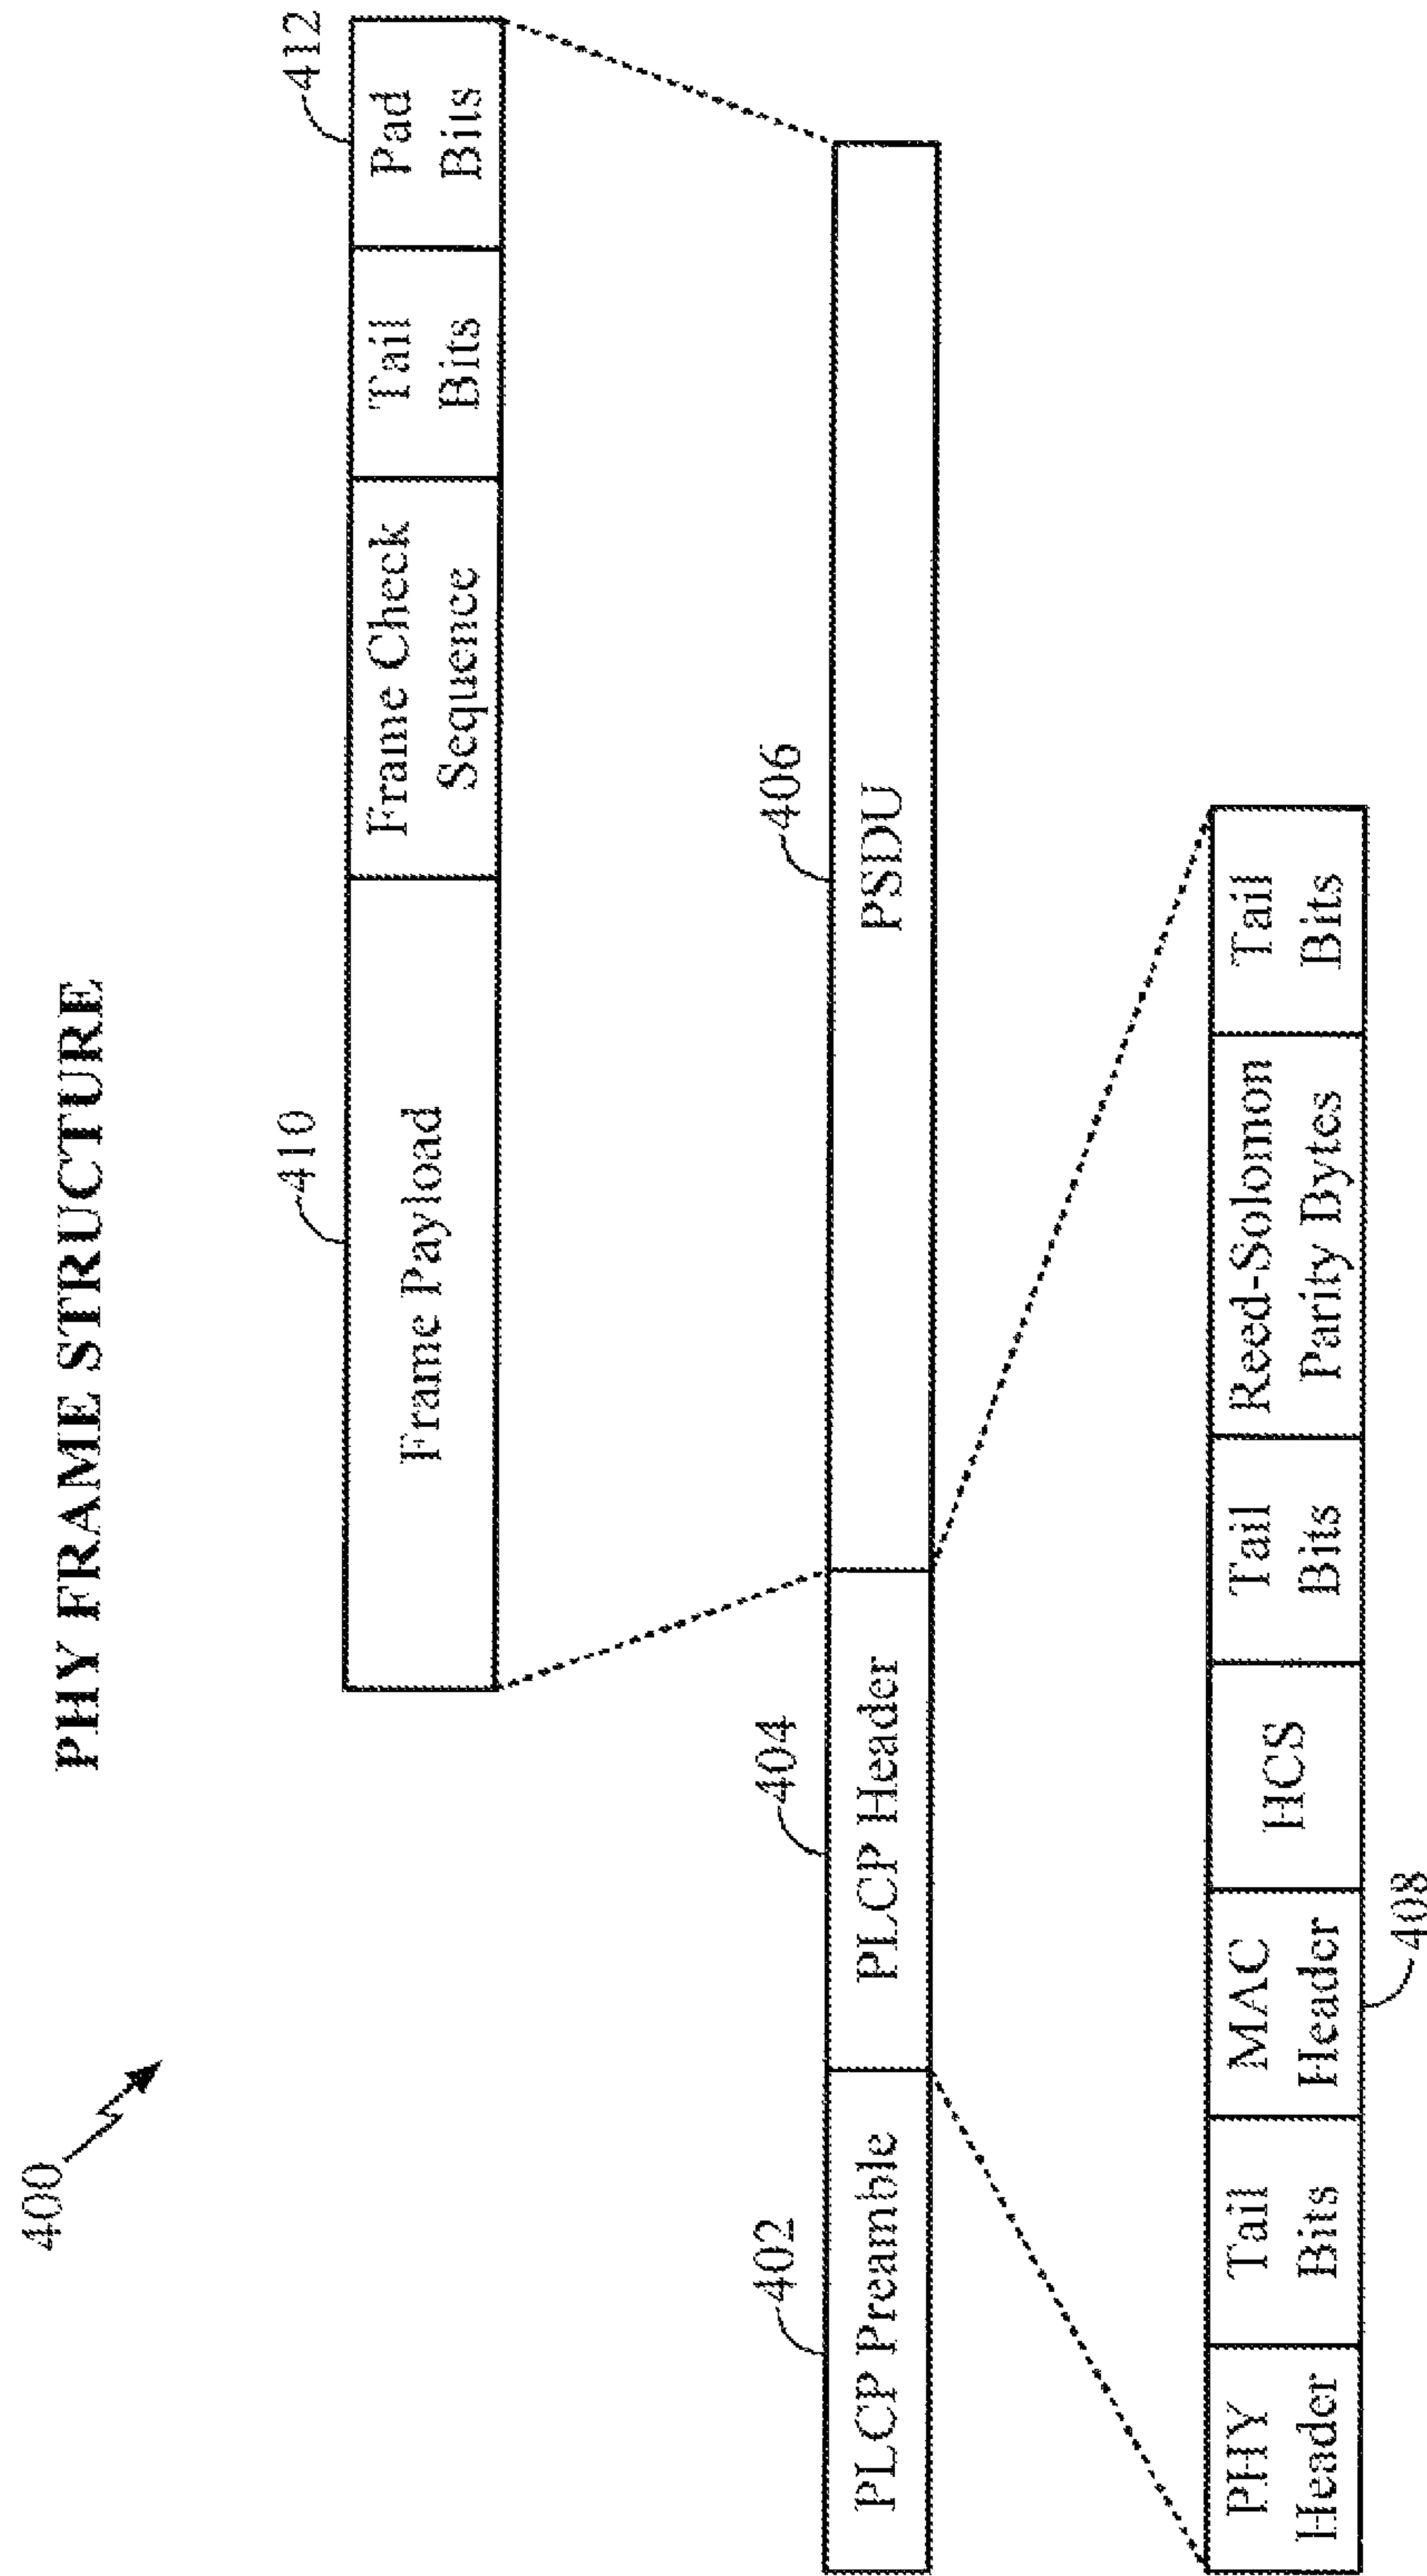 PHY FRAME STRUCTURE
400
410
412
Frame Payload
Frame Check
Sequence
Tail
Bits
Pad
Bits
402
404
406
PLCP Preamble
PLCP Header
PSDU
PHY
Header
Tail
Bits
MAC
Header
HCS
Tail
Bits
Reed-Solomon
Parity Bytes
Tail
Bits
408